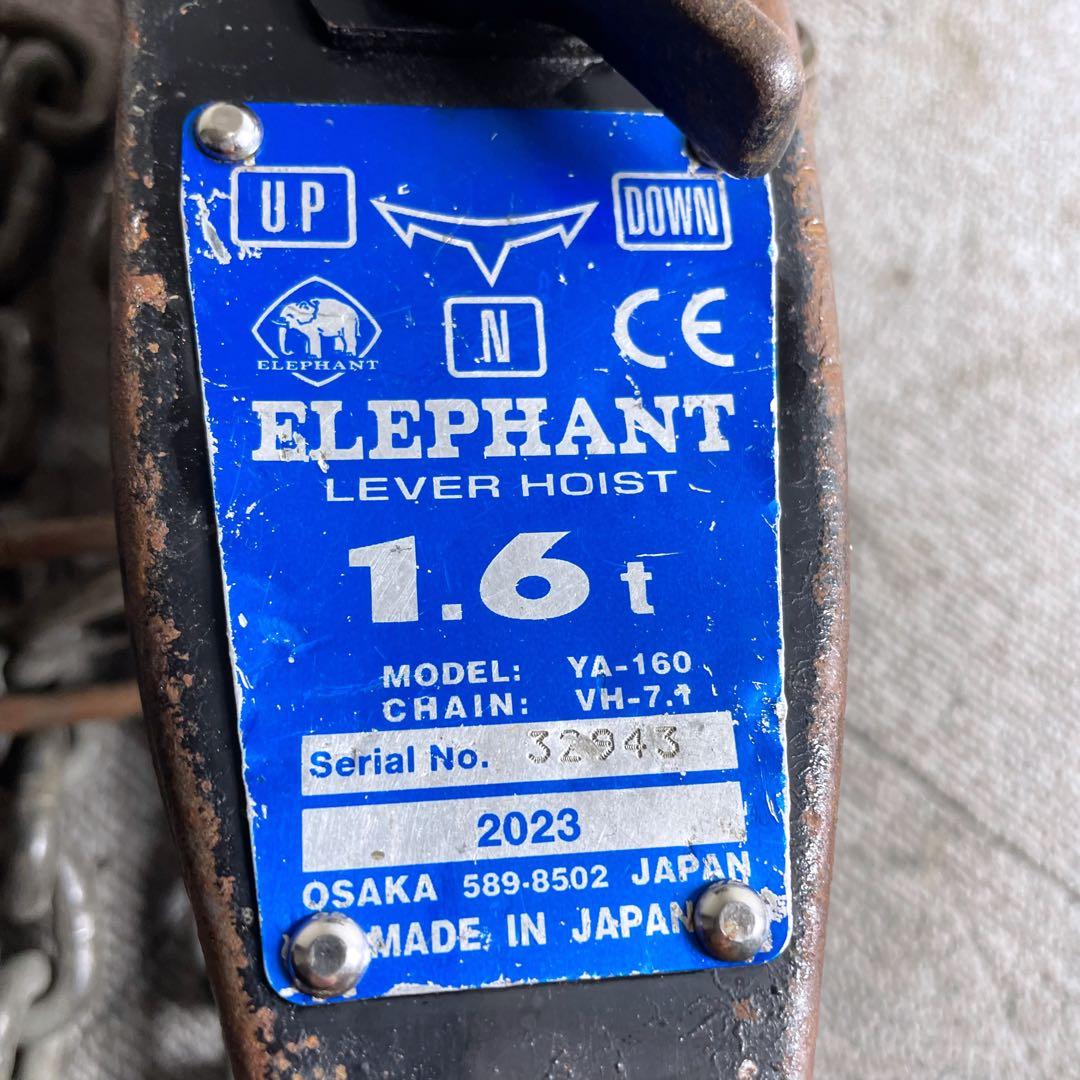 UP
DOWN
ELEPHANT
N
CE
ELEPHANT
LEVER HOIST
1.6 t
MODEL: YA-160
CHAIN: VH-7.1
Serial No. 32943
2023
OSAKA 589-8502 JAPAN
MADE IN JAPAN